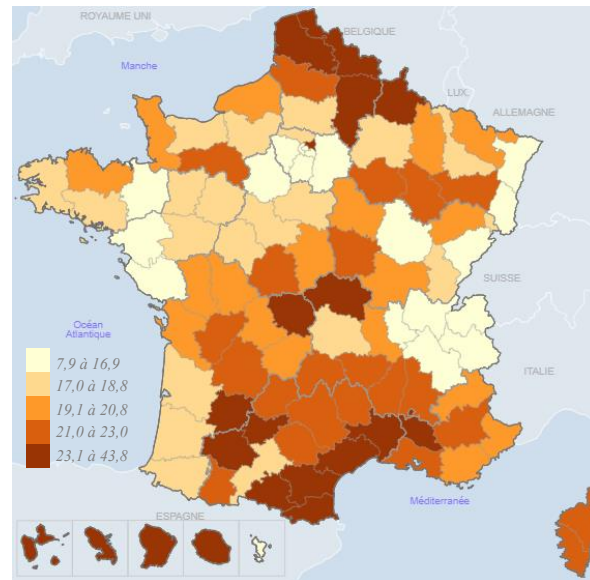 ROYAUME UNI
BELGIQUE
Manche
LUX.
ALLEMAGNE
SUISSE
Océan
Atlantique
ITALIE
7,9 à 16,9
17,0 à 18,8
19,1 à 20,8
21,0 à 23,0
23,1 à 43,8
Méditerranée
ESPAGNE